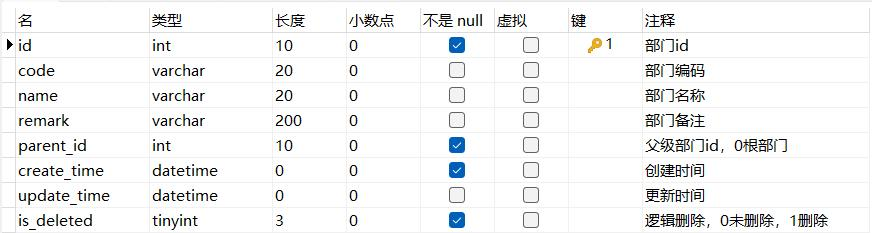 名 类型 长度 小数点 不是 null 虚拟 键 注释
id int 10 0 1 部门id
code varchar 20 0 部门编码
name varchar 20 0 部门名称
remark varchar 200 0 部门备注
parent_id int 10 0 父级部门id，0根部门
create_time datetime 0 0 创建时间
update_time datetime 0 0 更新时间
is_deleted tinyint 3 0 逻辑删除，0未删除，1删除